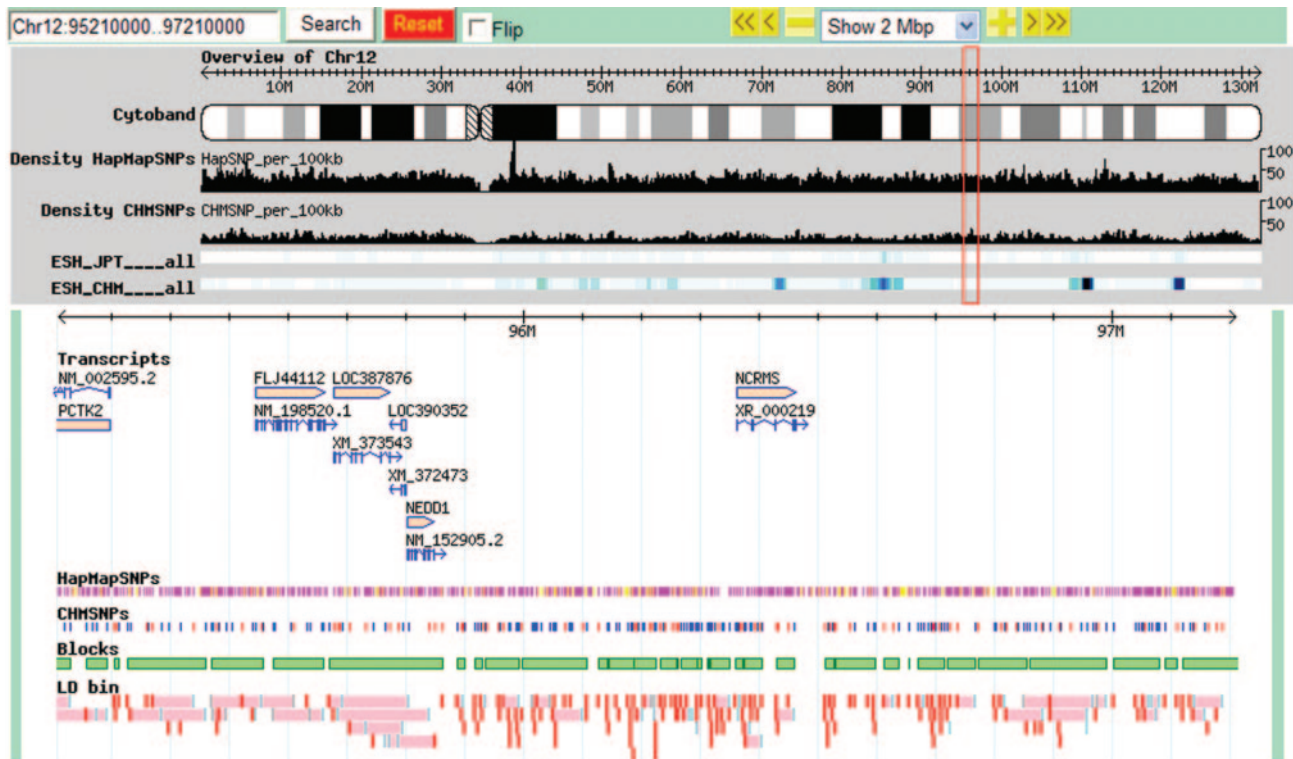 Chr12:95210000..97210000 Search Reset Flip << < Show 2 Mbp > >>
Overview of Chr12
10M 20M 30M 40M 50M 60M 70M 80M 90M 100M 110M 120M 130M
Cytoband
Density HapMapSNPs HapSNP_per_100kb 100
50
Density CHMSNPs CHMSNP_per_100kb 100
50
ESH_JPT____all
ESH_CHM____all
96M 97M
Transcripts
NM_002595.2 FLJ44112 LOC387876 NCRMS
PCTK2 NM_198520.1 LOC390352 XR_000219
XM_373543
XM_372473
NEDD1
NM_152905.2
HapMapSNPs
CHMSNPs
Blocks
LD bin